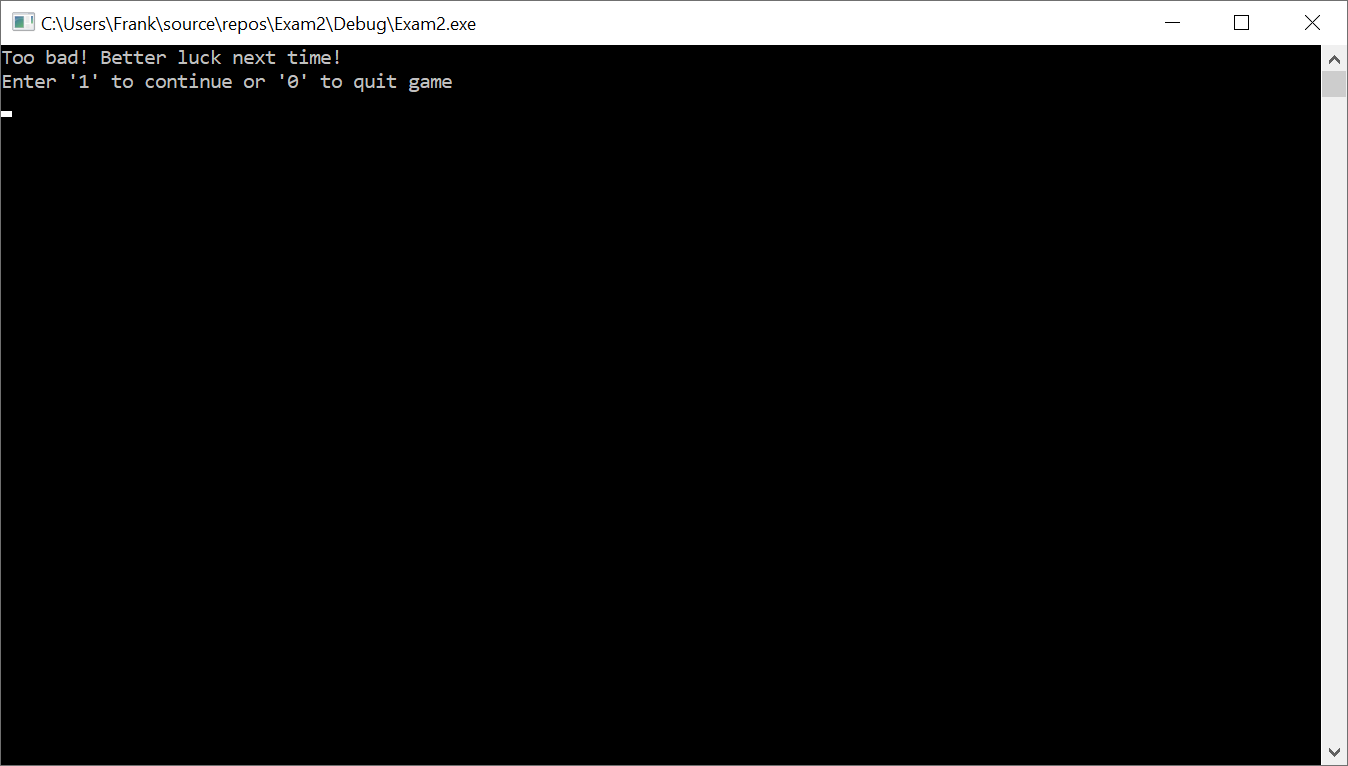 C:\Users\Frank\source\repos\Exam2\Debug\Exam2.exe
Too bad! Better luck next time!
Enter '1' to continue or '0' to quit game